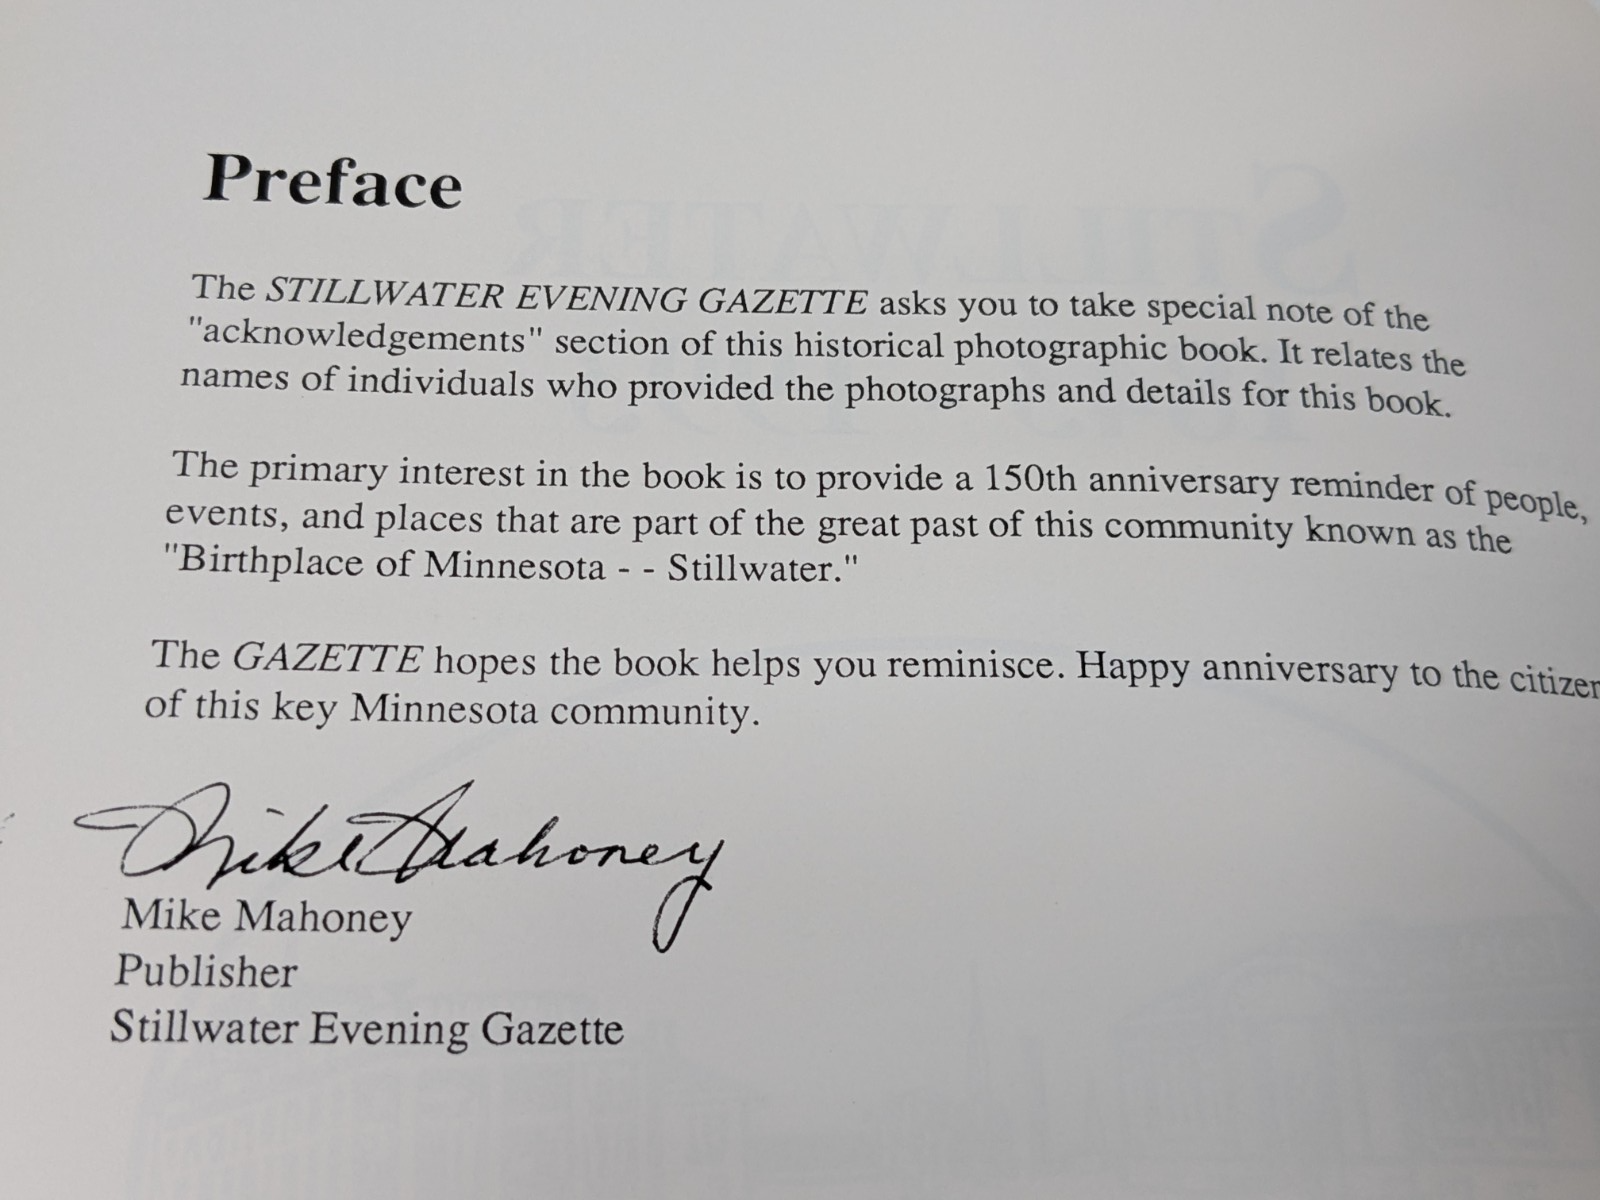 Preface
The STILLWATER EVENING GAZETTE asks you to take special note of the
"acknowledgements" section of this historical photographic book. It relates the
names of individuals who provided the photographs and details for this book.
The primary interest in the book is to provide a 150th anniversary reminder of people,
events, and places that are part of the great past of this community known as the
"Birthplace of Minnesota - - Stillwater."
The GAZETTE hopes the book helps you reminisce. Happy anniversary to the citizen
of this key Minnesota community.
Mike Mahoney
Mike Mahoney
Publisher
Stillwater Evening Gazette